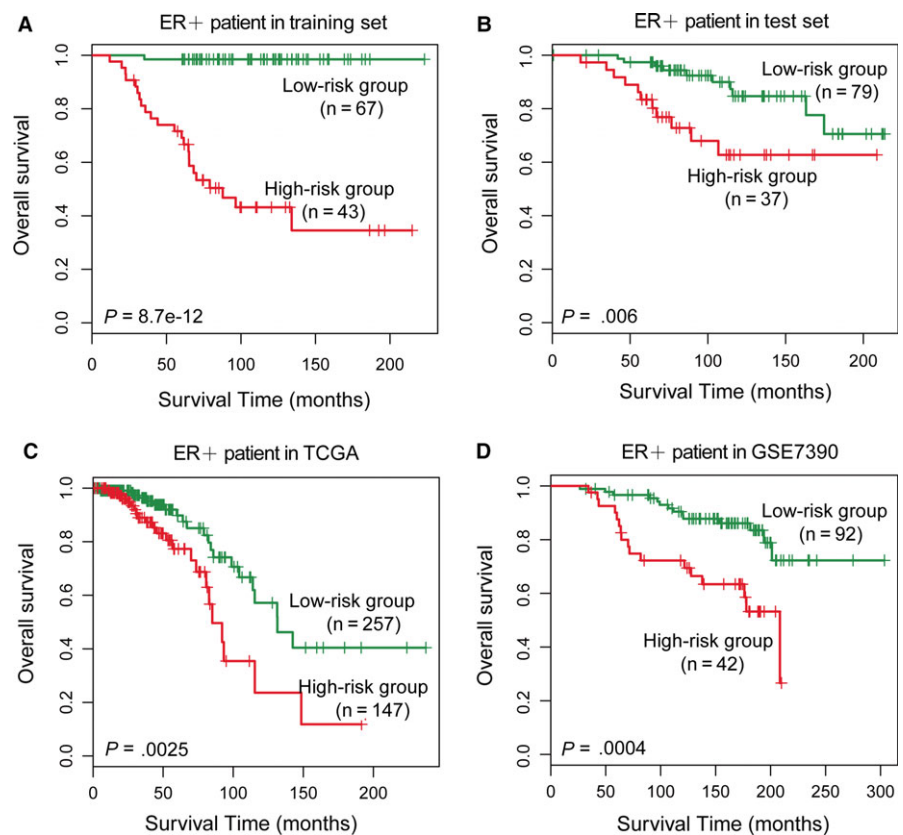 A
ER+ patient in training set
Overall survival
1.0
0.8
0.6
0.4
0.2
0.0
Low-risk group
(n = 67)
High-risk group
(n = 43)
P = 8.7e-12
0 50 100 150 200
Survival Time (months)
B
ER+ patient in test set
Overall survival
1.0
0.8
0.6
0.4
0.2
0.0
Low-risk group
(n = 79)
High-risk group
(n = 37)
P = .006
0 50 100 150 200
Survival Time (months)
C
ER+ patient in TCGA
Overall survival
1.0
0.8
0.6
0.4
0.2
0.0
Low-risk group
(n = 257)
High-risk group
(n = 147)
P = .0025
0 50 100 150 200
Survival Time (months)
D
ER+ patient in GSE7390
Overall survival
1.0
0.8
0.6
0.4
0.2
0.0
Low-risk group
(n = 92)
High-risk group
(n = 42)
P = .0004
0 50 100 150 200 250 300
Survival Time (months)